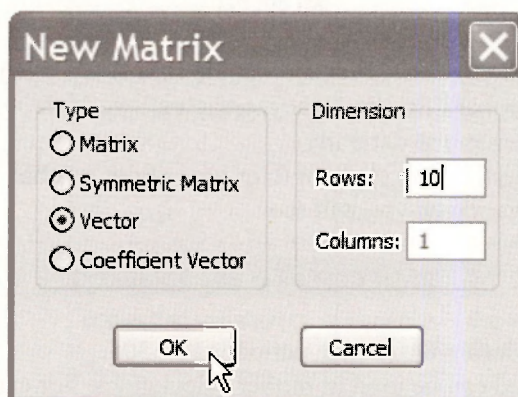 New Matrix
Type
Matrix
Symmetric Matrix
Vector
Coefficient Vector
Dimension
Rows: 10
Columns: 1
OK
Cancel